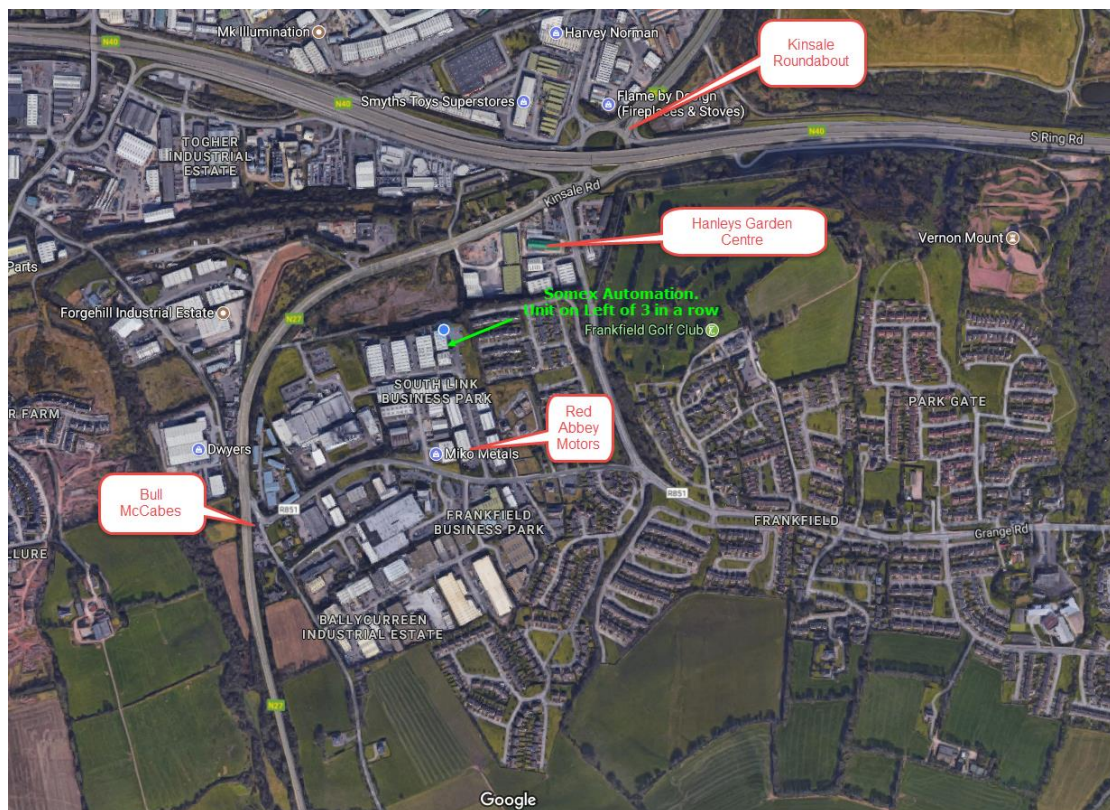 Mk Illumination
Harvey Norman
Kinsale
Roundabout
N40
N40
Smyths Toys Superstores
Flame by Design
(Fireplaces & Stoves)
N40
N40
S Ring Rd
TOGHER
INDUSTRIAL
ESTATE
Kinsale Rd
Hanleys Garden
Centre
Vernon Mount
Parts
Forgehill Industrial Estate
N27
Somex Automation.
Unit on Left of 3 in a row
Frankfield Golf Club
SOUTH LINK
BUSINESS PARK
PARK GATE
R FARM
Red
Abbey
Motors
Dwyers
Miko Metals
Bull
McCabes
R851
R851
FRANKFIELD
BUSINESS PARK
FRANKFIELD
Grange Rd
LLURE
BALLYCURREEN
INDUSTRIAL ESTATE
N27
Google